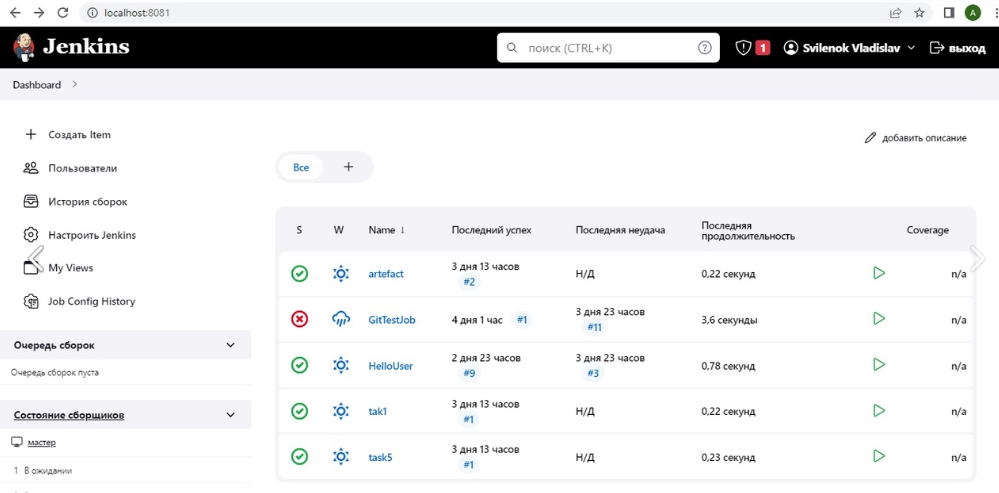 localhost:8081
A
Jenkins
поиск (CTRL+K)
?
1
Svilenok Vladislav
выход
Dashboard
Создать Item
Пользователи
История сборок
Настроить Jenkins
My Views
Job Config History
Очередь сборок
Очередь сборок пуста
Состояние сборщиков
мастер
1 В ожидании
добавить описание
Все +
S W Name ↓ Последний успех Последняя неудача Последняя продолжительность Coverage
artefact 3 дня 13 часов #2 Н/Д 0,22 секунд n/a
GitTestJob 4 дня 1 час #1 3 дня 23 часов #11 3,6 секунды n/a
HelloUser 2 дня 23 часов #9 3 дня 23 часов #3 0,78 секунд n/a
tak1 3 дня 13 часов #1 Н/Д 0,22 секунд n/a
task5 3 дня 13 часов #1 Н/Д 0,23 секунд n/a